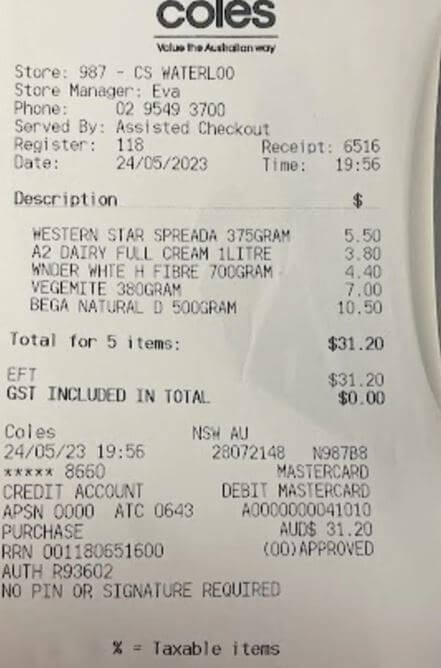 coles
Value the Australian way
Store: 987 - CS WATERLOO
Store Manager: Eva
Phone: 02 9549 3700
Served By: Assisted Checkout
Register: 118 Receipt: 6516
Date: 24/05/2023 Time: 19:56
Description $
WESTERN STAR SPREADA 375GRAM 5.50
A2 DAIRY FULL CREAM 1LITRE 3.80
WNDER WHTE H FIBRE 700GRAM 4.40
VEGEMITE 380GRAM 7.00
BEGA NATURAL D 500GRAM 10.50
Total for 5 items: $31.20
EFT $31.20
GST INCLUDED IN TOTAL $0.00
Coles NSW AU
24/05/23 19:56 28072148 N987B8
***** 8660 MASTERCARD
CREDIT ACCOUNT DEBIT MASTERCARD
APSN 0000 ATC 0643 A0000000041010
PURCHASE AUD$ 31.20
RRN 001180651600 (00)APPROVED
AUTH R93602
NO PIN OR SIGNATURE REQUIRED
% = Taxable items